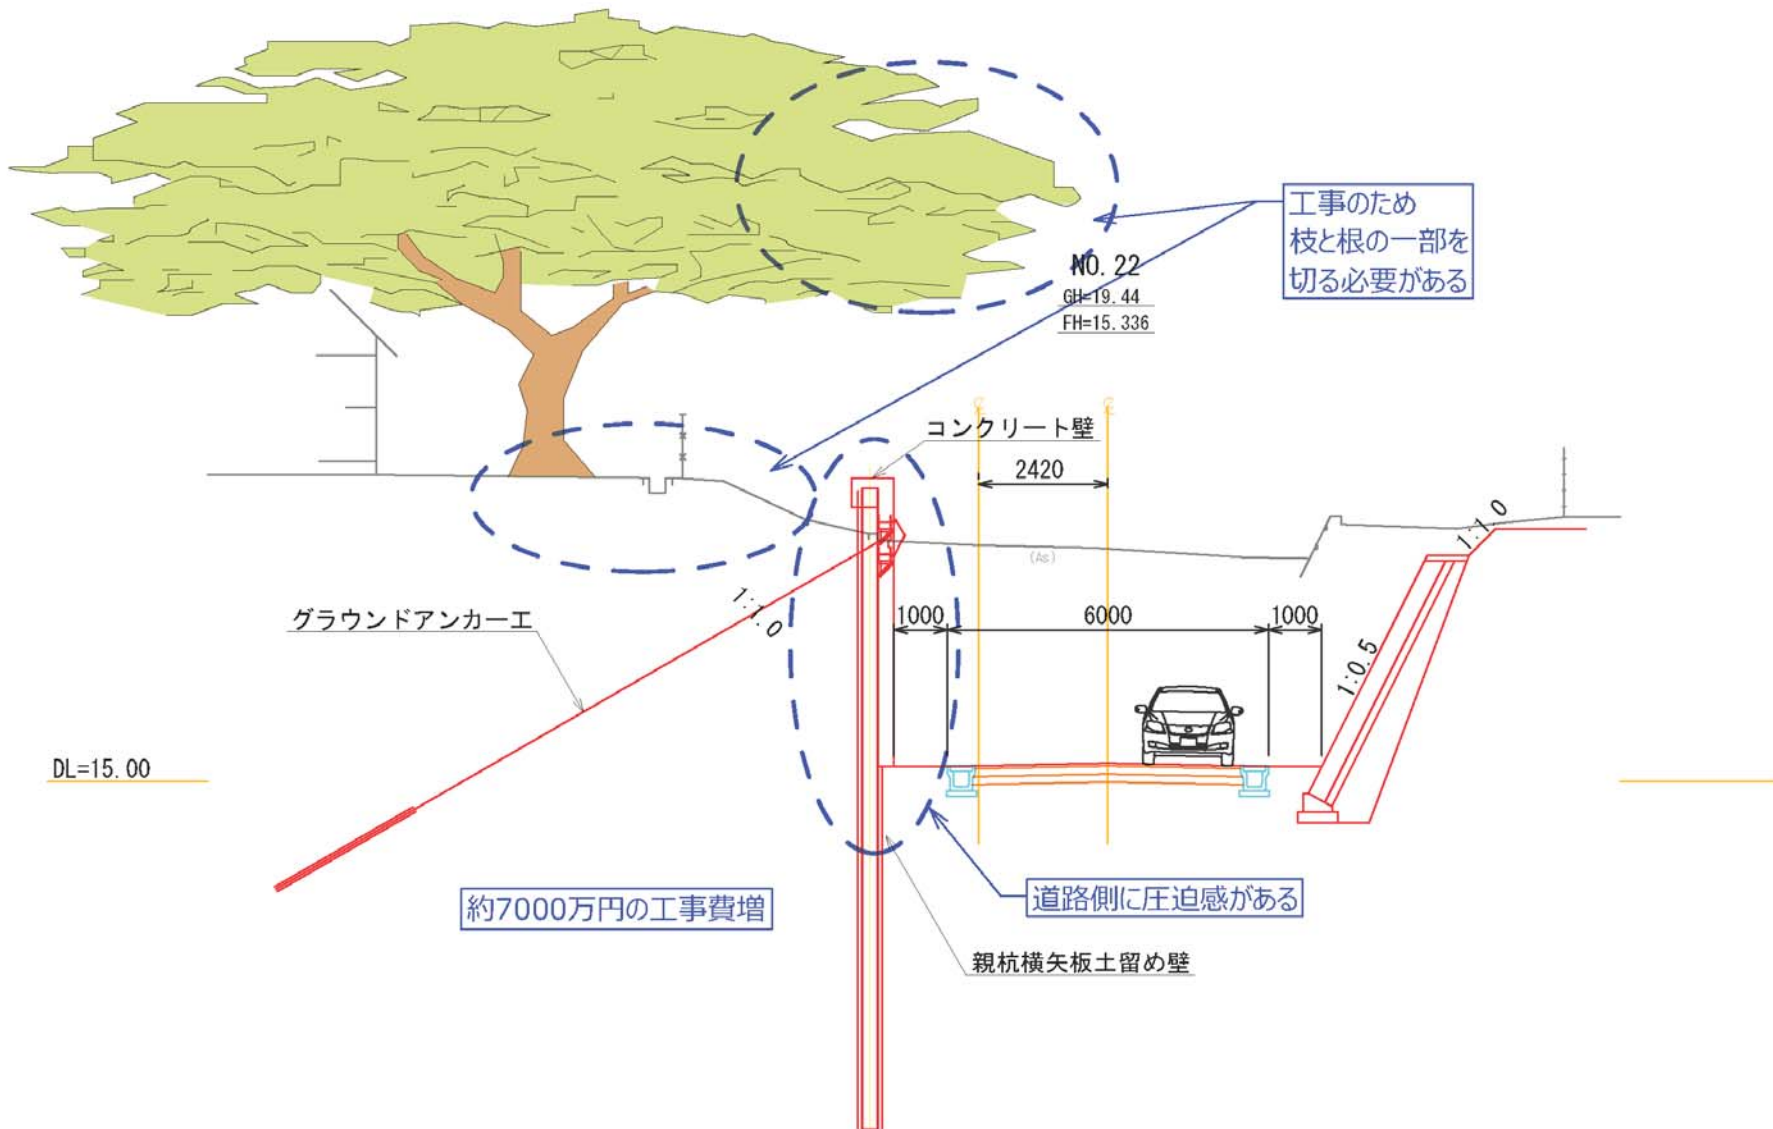 工事のため
枝と根の一部を
切る必要がある
NO. 22
GH=19. 44
FH=15. 336
コンクリート壁
2420
(As)
1:1.0
グラウンドアンカー工
1:1.0
1000
6000
1000
1:0.5
DL=15. 00
約7000万円の工事費増
道路側に圧迫感がある
親杭横矢板土留め壁